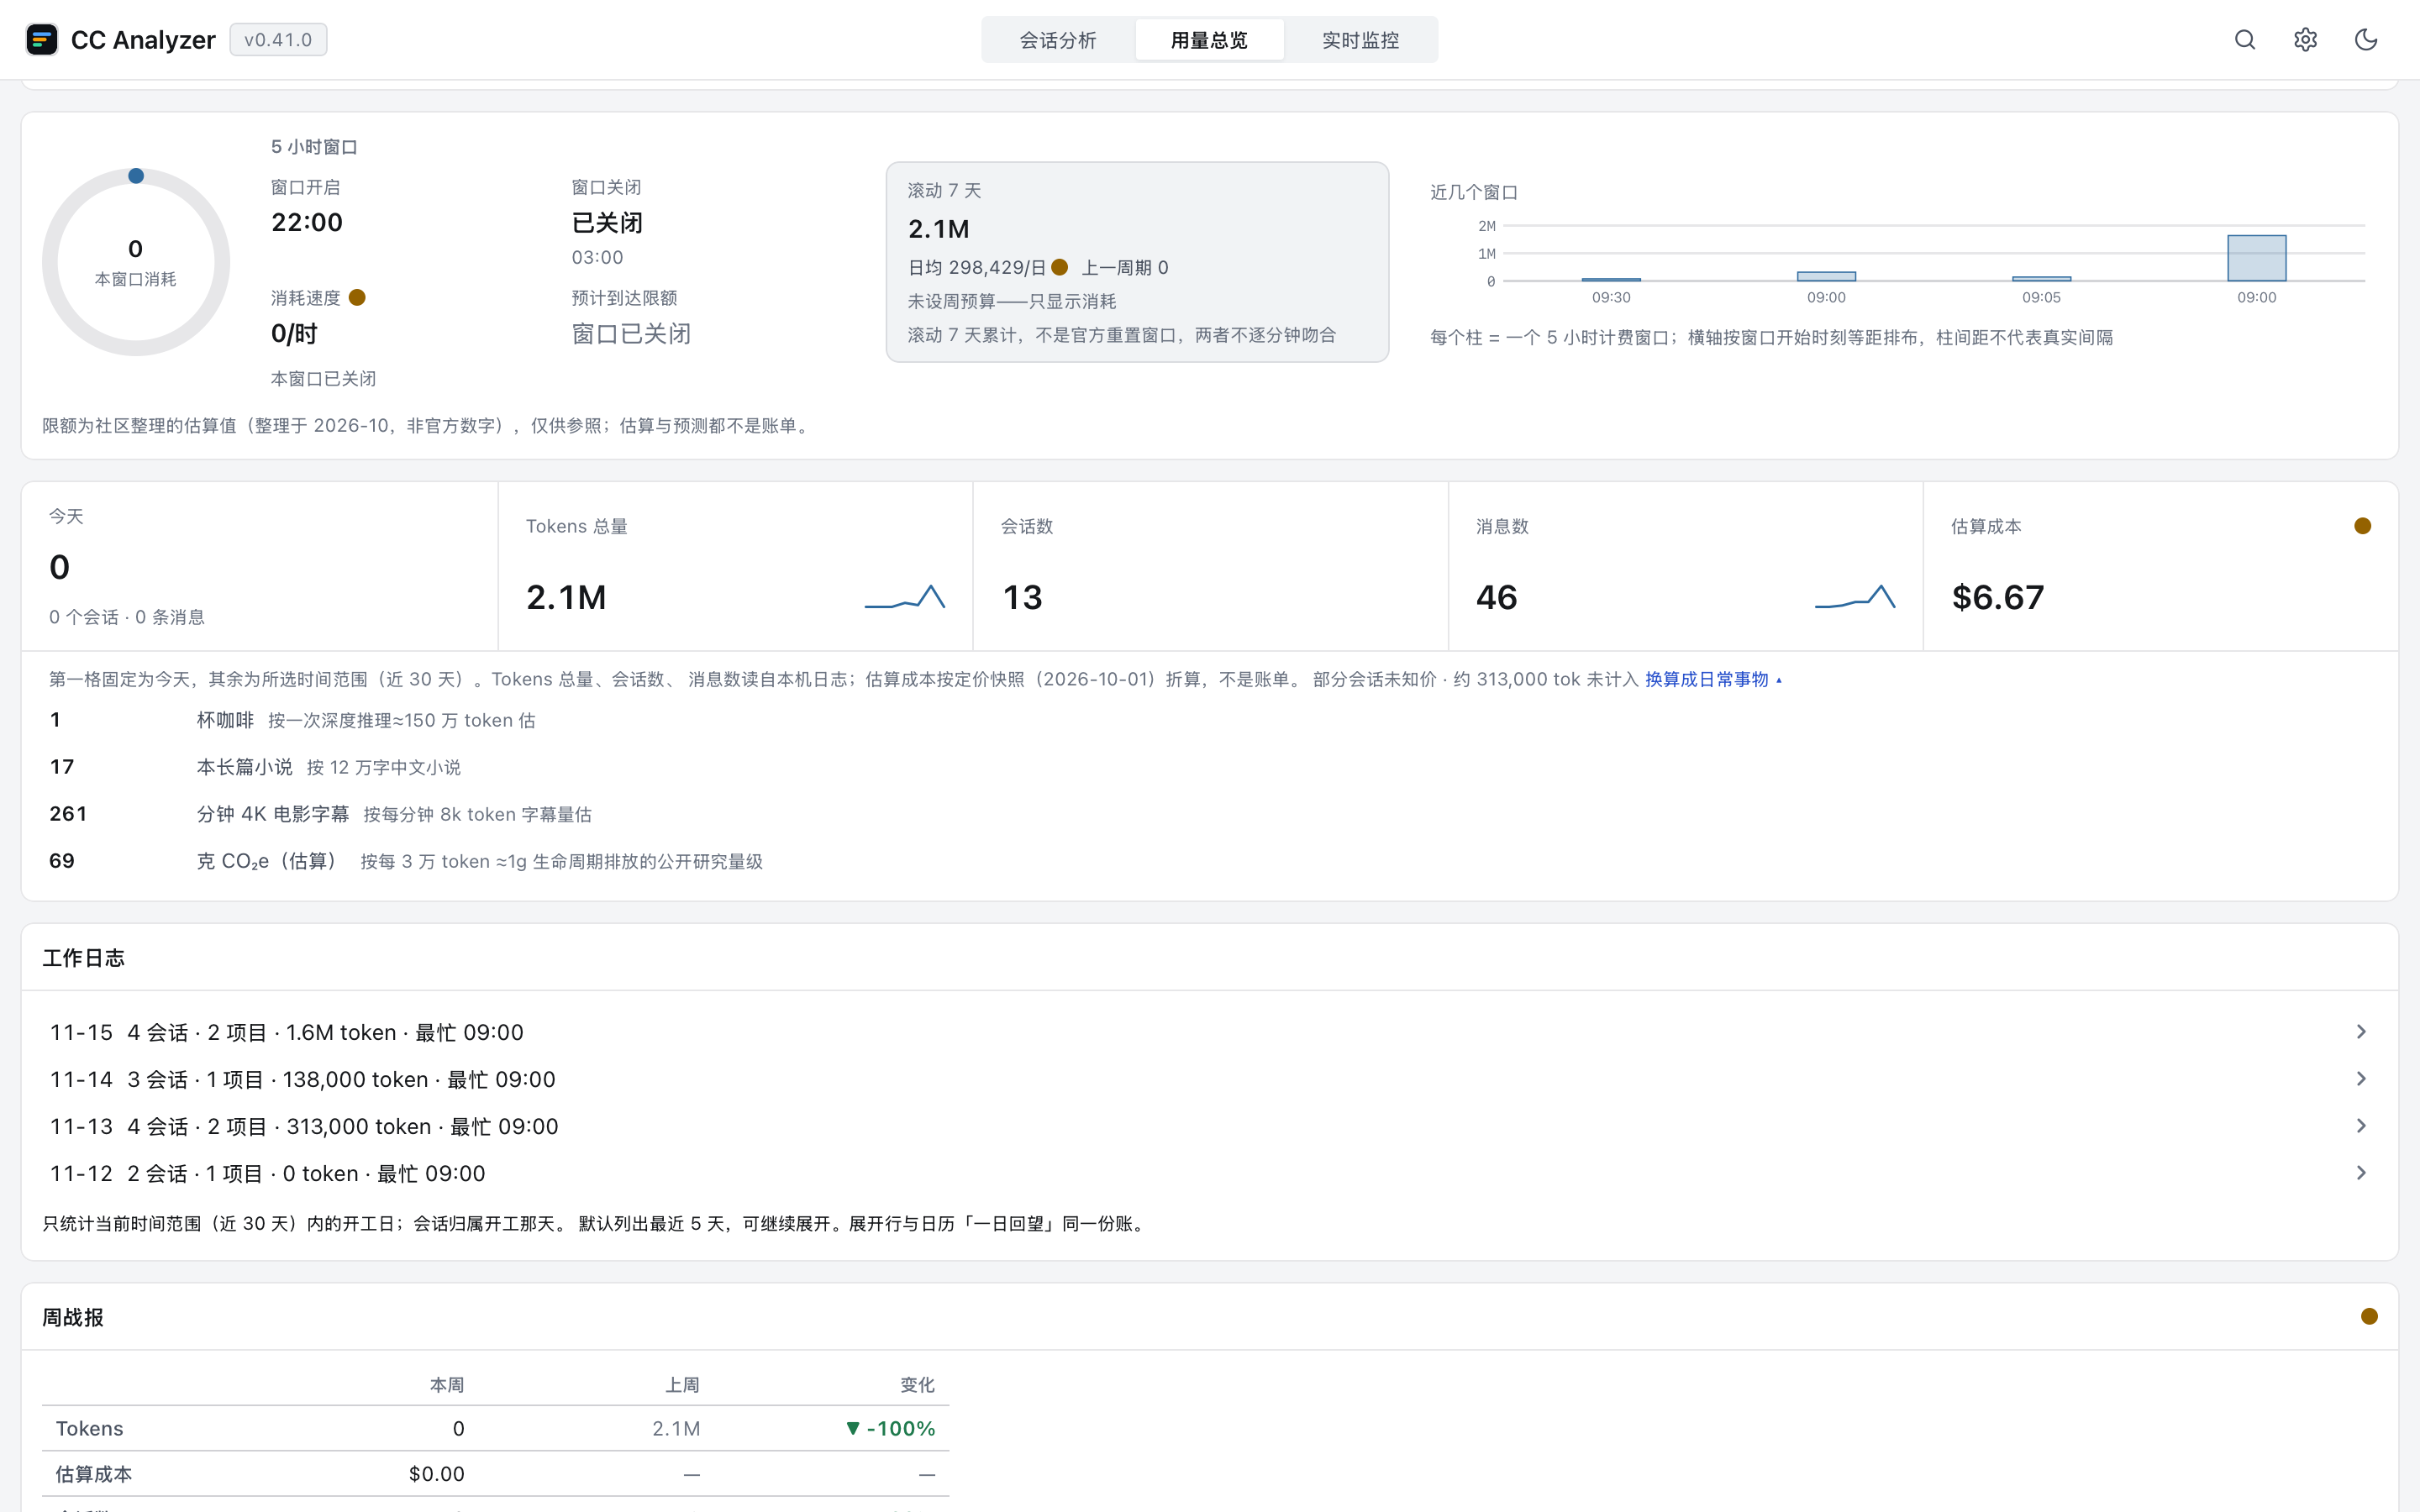 CC Analyzer v0.41.0
会话分析 用量总览 实时监控
0
本窗口消耗
5 小时窗口
窗口开启
22:00
窗口关闭
已关闭
03:00
消耗速度
0/时
预计到达限额
窗口已关闭
本窗口已关闭
滚动 7 天
2.1M
日均 298,429/日 上一周期 0
未设周预算——只显示消耗
滚动 7 天累计，不是官方重置窗口，两者不逐分钟吻合
近几个窗口
2M
1M
0
09:30 09:00 09:05 09:00
每个柱 = 一个 5 小时计费窗口；横轴按窗口开始时刻等距排布，柱间距不代表真实间隔
限额为社区整理的估算值（整理于 2026-10，非官方数字），仅供参照；估算与预测都不是账单。
今天
0
0 个会话 · 0 条消息
Tokens 总量
2.1M
会话数
13
消息数
46
估算成本
$6.67
第一格固定为今天，其余为所选时间范围（近 30 天）。Tokens 总量、会话数、 消息数读自本机日志；估算成本按定价快照（2026-10-01）折算，不是账单。 部分会话未知价 · 约 313,000 tok 未计入 换算成日常事物 ▴
1 杯咖啡 按一次深度推理≈150 万 token 估
17 本长篇小说 按 12 万字中文小说
261 分钟 4K 电影字幕 按每分钟 8k token 字幕量估
69 克 CO₂e（估算） 按每 3 万 token ≈1g 生命周期排放的公开研究量级
工作日志
11-15 4 会话 · 2 项目 · 1.6M token · 最忙 09:00
11-14 3 会话 · 1 项目 · 138,000 token · 最忙 09:00
11-13 4 会话 · 2 项目 · 313,000 token · 最忙 09:00
11-12 2 会话 · 1 项目 · 0 token · 最忙 09:00
只统计当前时间范围（近 30 天）内的开工日；会话归属开工那天。 默认列出最近 5 天，可继续展开。展开行与日历「一日回望」同一份账。
周战报
本周 上周 变化
Tokens 0 2.1M ▼ -100%
估算成本 $0.00 — —